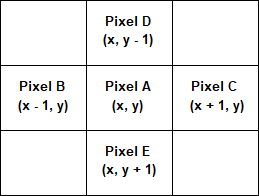 Pixel D
(x, y - 1)
Pixel B
(x - 1, y)
Pixel A
(x, y)
Pixel C
(x + 1, y)
Pixel E
(x, y + 1)